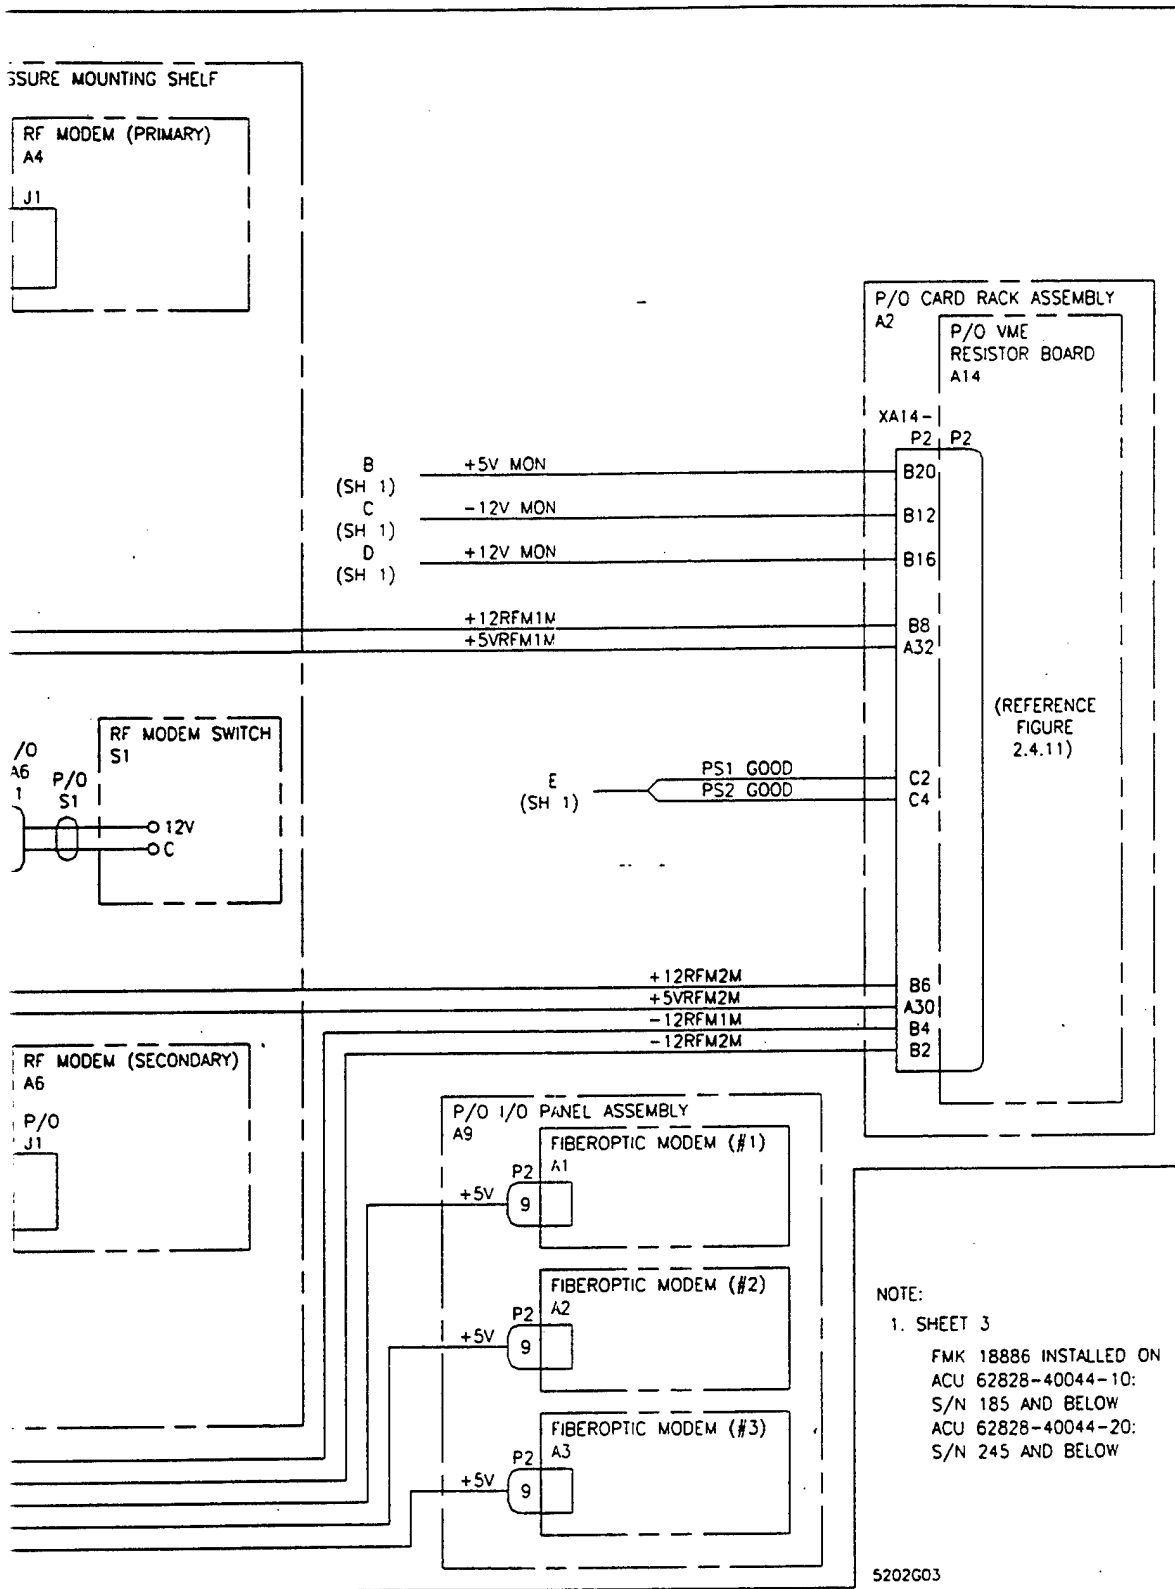 SSURE MOUNTING SHELF
RF MODEM (PRIMARY)
A4
J1
P/O CARD RACK ASSEMBLY
A2
P/O VME
RESISTOR BOARD
A14
XA14-
P2 P2
B
(SH 1)
+5V MON
B20
C
(SH 1)
-12V MON
B12
D
(SH 1)
+12V MON
B16
+12RFM1M
B8
+5VRFM1M
A32
(REFERENCE
FIGURE
2.4.11)
RF MODEM SWITCH
S1
/O
A6
1
P/O
S1
12V
C
E
(SH 1)
PS1 GOOD
C2
PS2 GOOD
C4
+12RFM2M
B6
+5VRFM2M
A30
-12RFM1M
B4
-12RFM2M
B2
RF MODEM (SECONDARY)
A6
P/O
J1
P/O I/O PANEL ASSEMBLY
A9
FIBEROPTIC MODEM (#1)
A1
P2
+5V
9
FIBEROPTIC MODEM (#2)
A2
P2
+5V
9
FIBEROPTIC MODEM (#3)
A3
P2
+5V
9
NOTE:
1. SHEET 3
FMK 18886 INSTALLED ON
ACU 62828-40044-10:
S/N 185 AND BELOW
ACU 62828-40044-20:
S/N 245 AND BELOW
5202G03